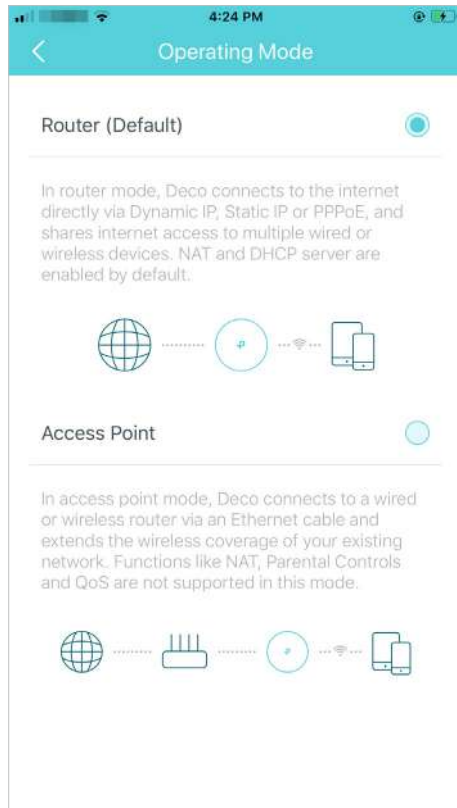 4:24 PM
Operating Mode
Router (Default)
In router mode, Deco connects to the internet
directly via Dynamic IP, Static IP or PPPoE, and
shares internet access to multiple wired or
wireless devices. NAT and DHCP server are
enabled by default.
Access Point
In access point mode, Deco connects to a wired
or wireless router via an Ethernet cable and
extends the wireless coverage of your existing
network. Functions like NAT, Parental Controls
and QoS are not supported in this mode.